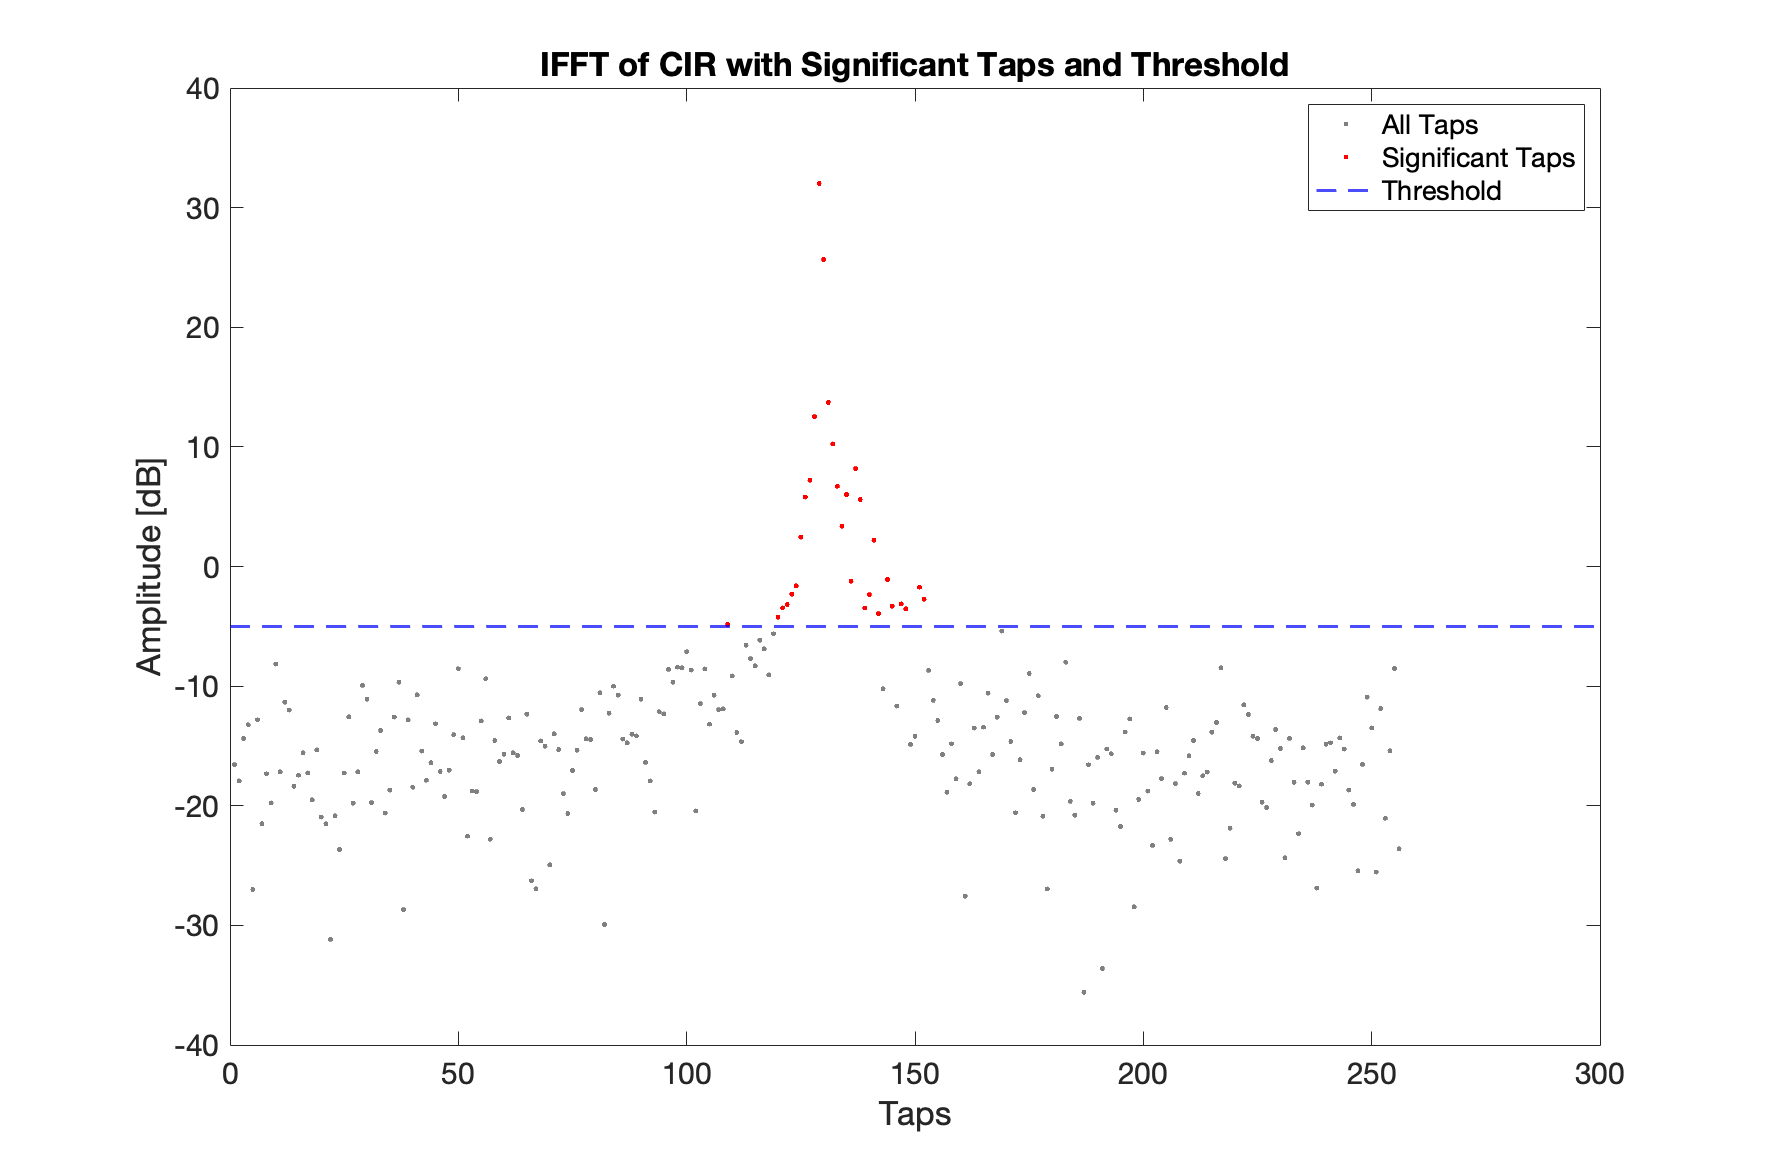 IFFT of CIR with Significant Taps and Threshold
40
30
20
10
0
-10
-20
-30
-40
Amplitude [dB]
All Taps
Significant Taps
Threshold
0 50 100 150 200 250 300
Taps